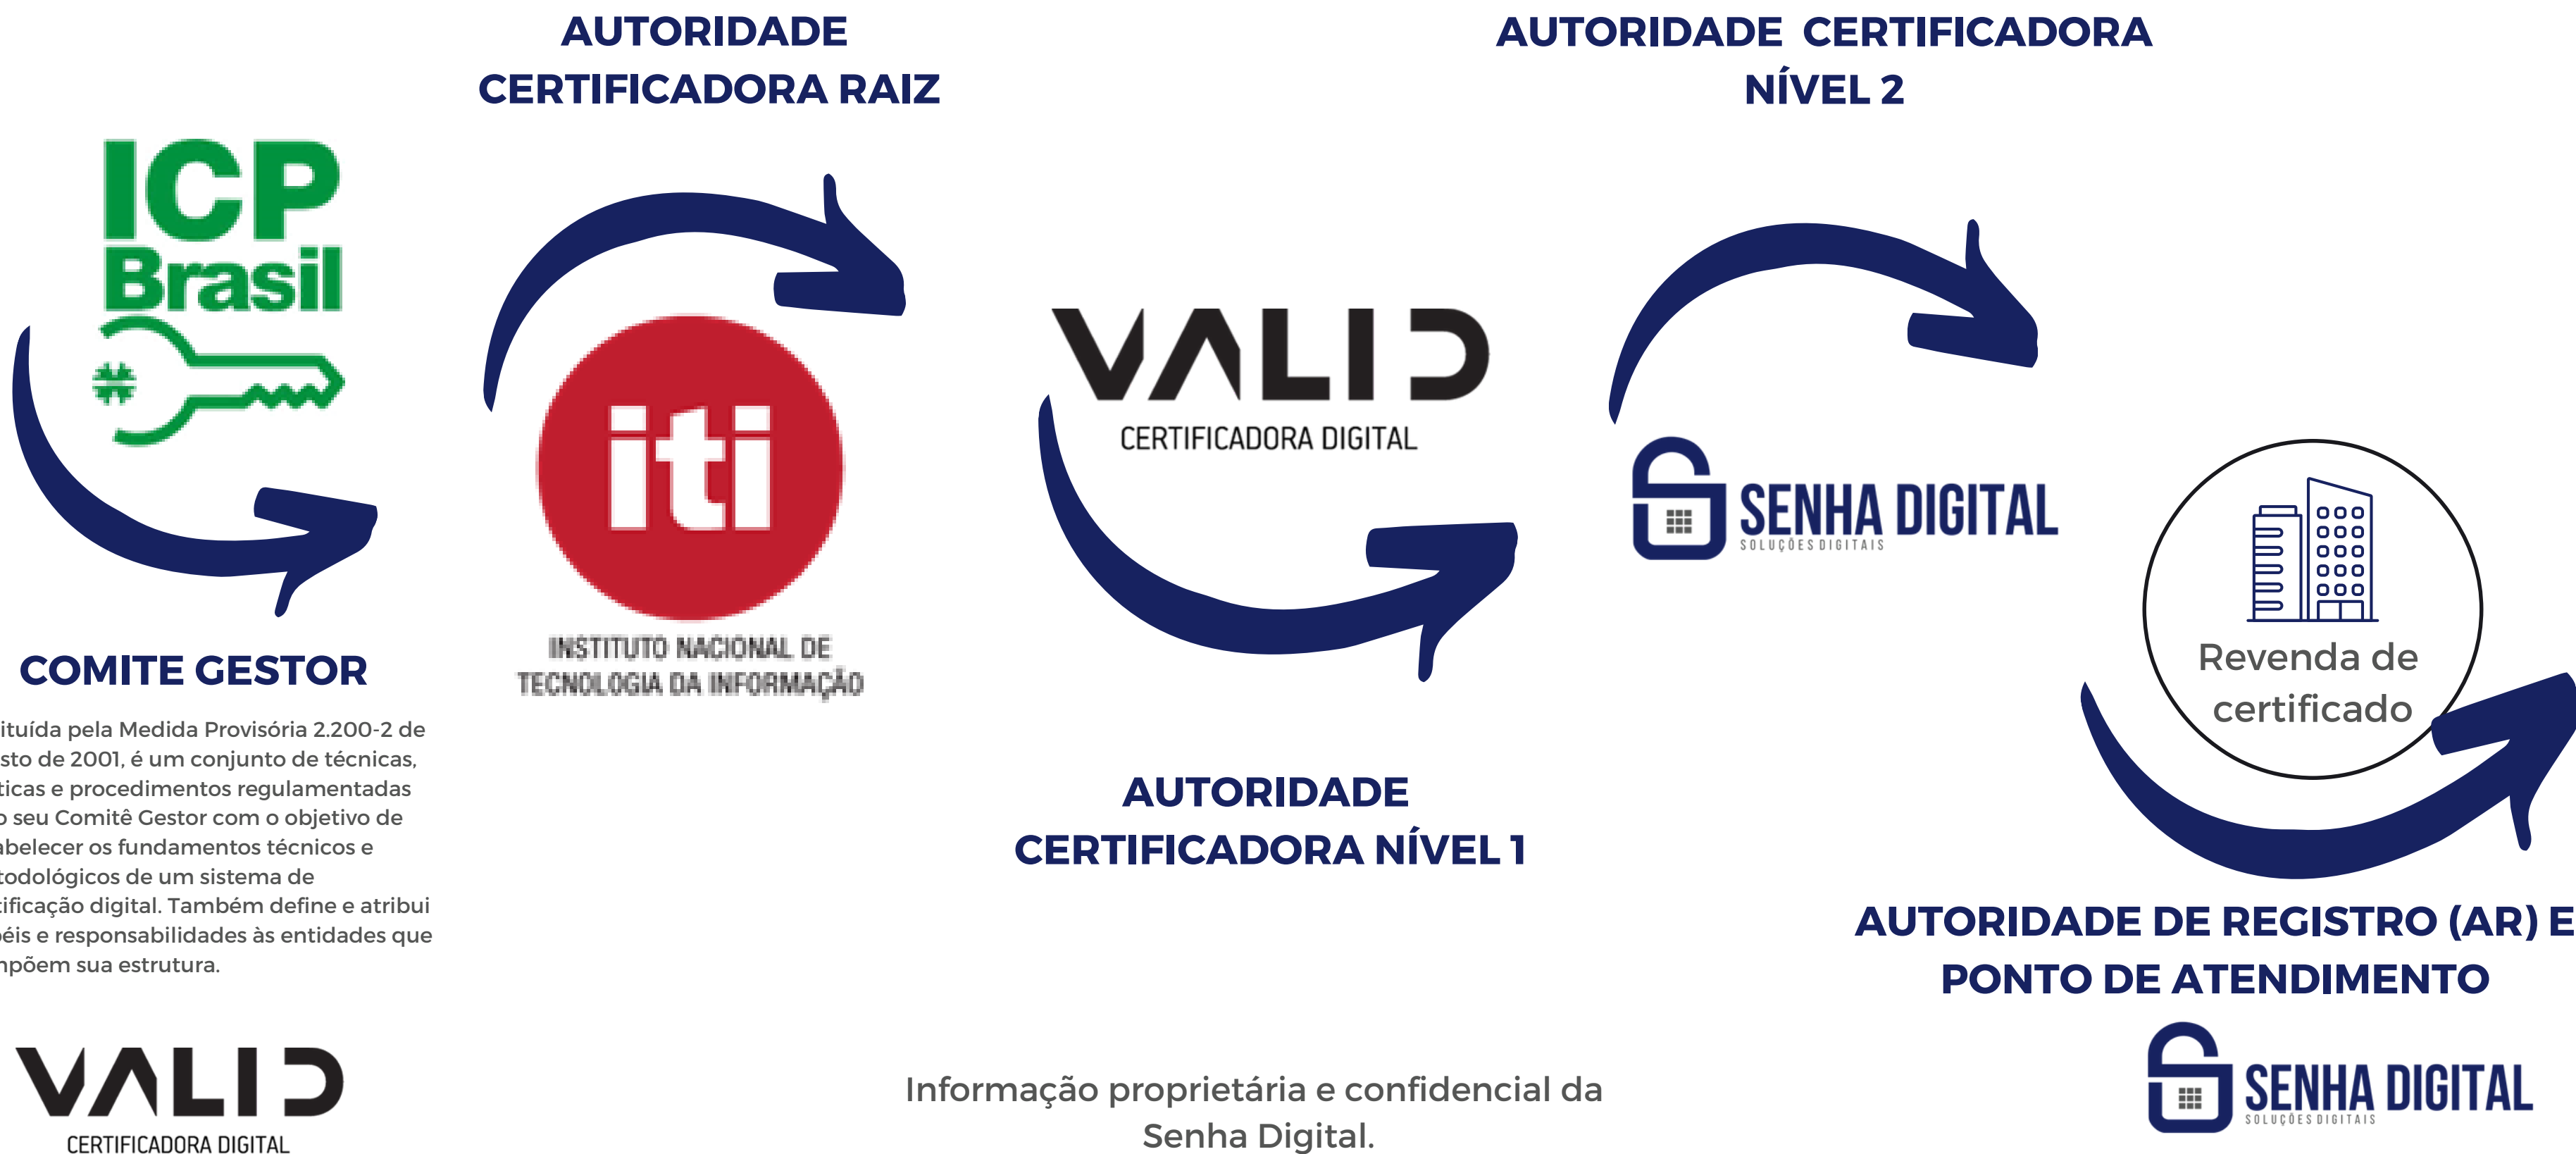 AUTORIDADE
CERTIFICADORA RAIZ
AUTORIDADE CERTIFICADORA
NÍVEL 2
ICP
Brasil
iti
INSTITUTO NACIONAL DE
TECNOLOGIA DA INFORMAÇÃO
VALID
CERTIFICADORA DIGITAL
SENHA DIGITAL
SOLUÇÕES DIGITAIS
Revenda de
certificado
COMITE GESTOR
ituída pela Medida Provisória 2.200-2 de
sto de 2001, é um conjunto de técnicas,
ticas e procedimentos regulamentadas
o seu Comitê Gestor com o objetivo de
abelecer os fundamentos técnicos e
todológicos de um sistema de
tificação digital. Também define e atribui
éis e responsabilidades às entidades que
npõem sua estrutura.
AUTORIDADE
CERTIFICADORA NÍVEL 1
AUTORIDADE DE REGISTRO (AR) E
PONTO DE ATENDIMENTO
VALID
CERTIFICADORA DIGITAL
Informação proprietária e confidencial da
Senha Digital.
SENHA DIGITAL
SOLUÇÕES DIGITAIS